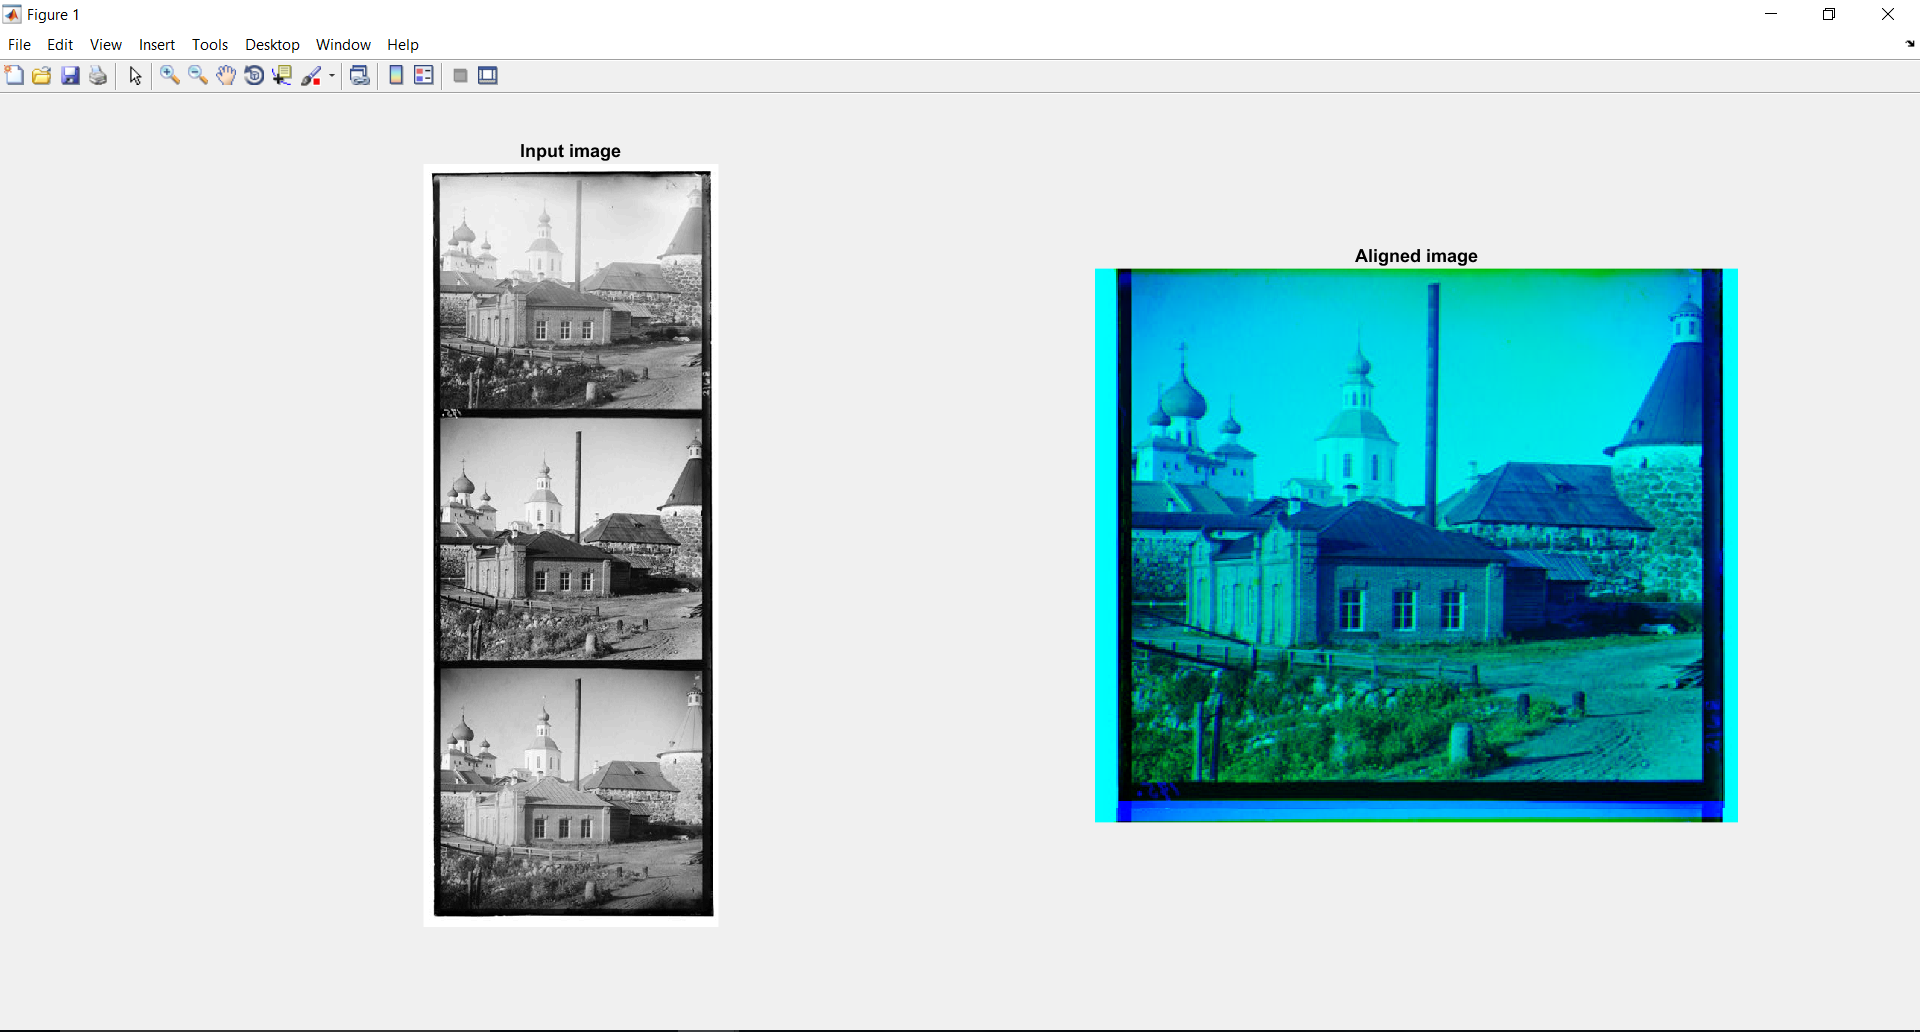 Figure 1
File Edit View Insert Tools Desktop Window Help
Input image
Aligned image